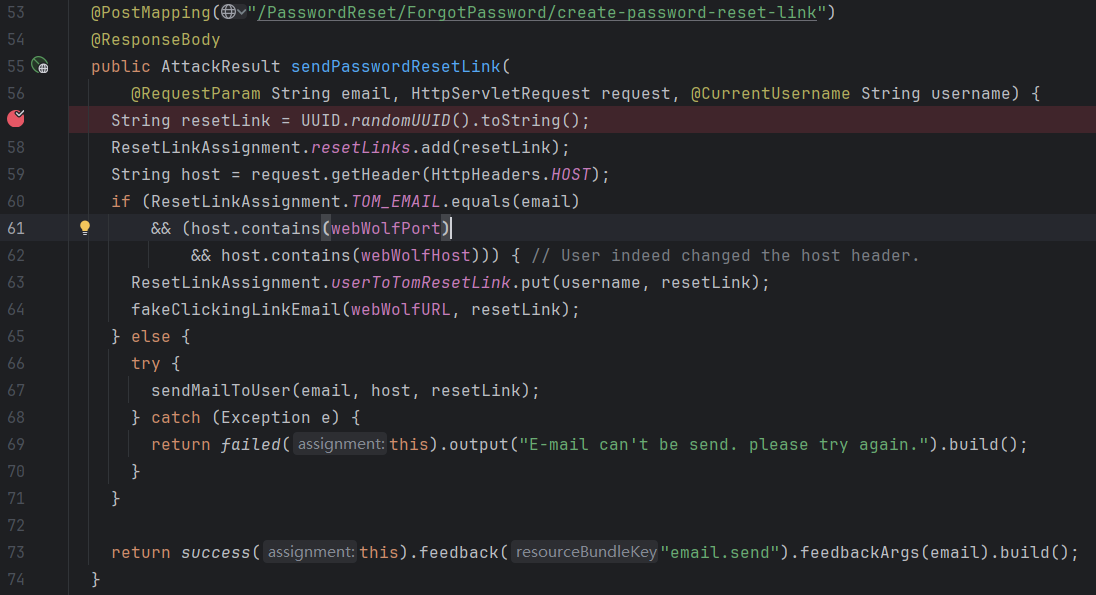 53 @PostMapping("/PasswordReset/ForgotPassword/create-password-reset-link")
54 @ResponseBody
55 public AttackResult sendPasswordResetLink(
56 @RequestParam String email, HttpServletRequest request, @CurrentUsername String username) {
String resetLink = UUID.randomUUID().toString();
58 ResetLinkAssignment.resetLinks.add(resetLink);
59 String host = request.getHeader(HttpHeaders.HOST);
60 if (ResetLinkAssignment.TOM_EMAIL.equals(email)
61 && (host.contains(webWolfPort)
62 && host.contains(webWolfHost))) { // User indeed changed the host header.
63 ResetLinkAssignment.userToTomResetLink.put(username, resetLink);
64 fakeClickingLinkEmail(webWolfURL, resetLink);
65 } else {
66 try {
67 sendMailToUser(email, host, resetLink);
68 } catch (Exception e) {
69 return failed( assignment: this).output("E-mail can't be send. please try again.").build();
70 }
71 }
72
73 return success( assignment: this).feedback( resourceBundleKey "email.send").feedbackArgs(email).build();
74 }